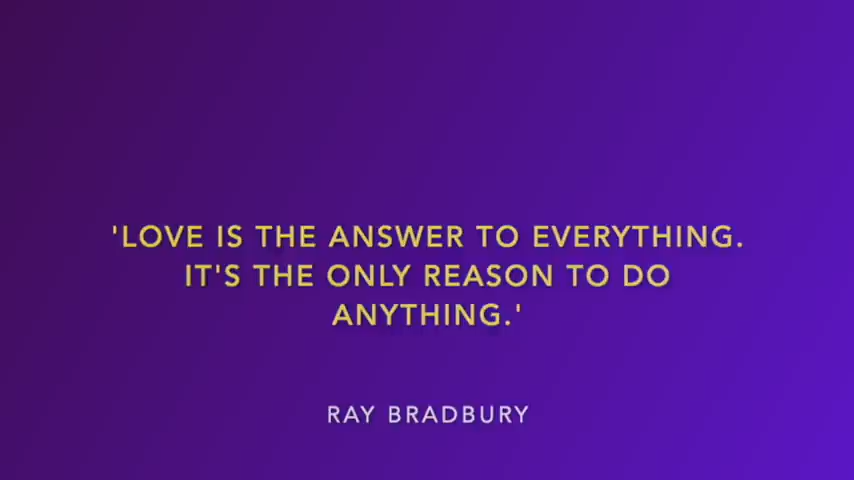 'LOVE IS THE ANSWER TO EVERYTHING.
IT'S THE ONLY REASON TO DO
ANYTHING.'
RAY BRADBURY